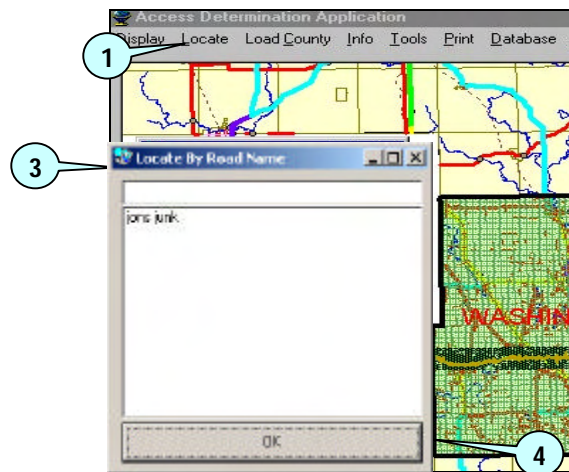 Access Determination Application
Display Locate Load County Info Tools Print Database
1
3
Locate By Road Name
jons junk
WASHIN
OK
4